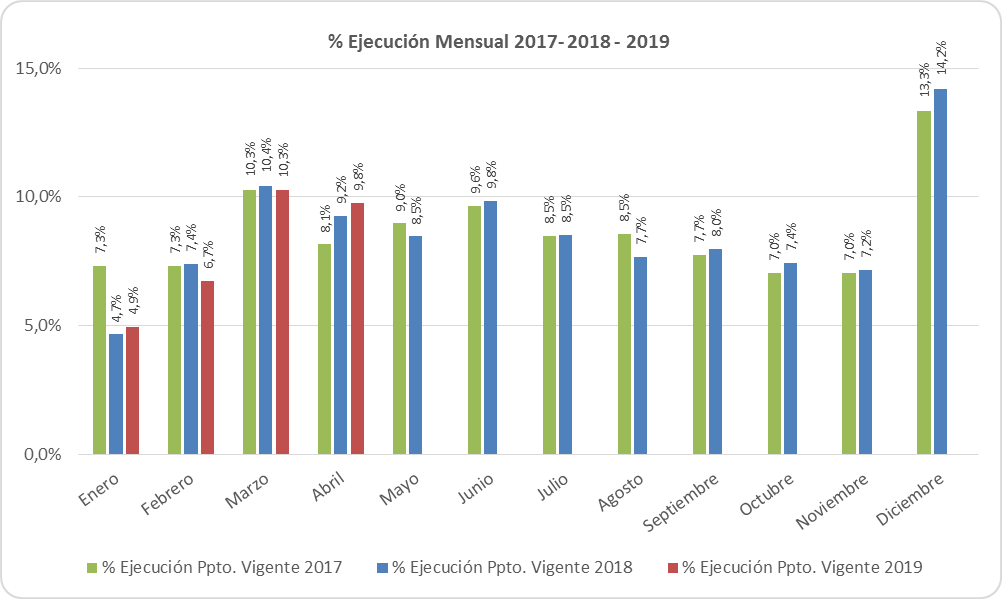 % Ejecución Mensual 2017- 2018 - 2019
15,0%
10,0%
5,0%
0,0%
7,3%
4,7%
4,9%
7,3%
7,4%
6,7%
10,3%
10,4%
10,3%
8,1%
9,2%
9,8%
9,0%
8,5%
9,6%
9,8%
8,5%
8,5%
8,5%
7,7%
7,7%
8,0%
7,0%
7,4%
7,0%
7,2%
13,3%
14,2%
Enero
Febrero
Marzo
Abril
Mayo
Junio
Julio
Agosto
Septiembre
Octubre
Noviembre
Diciembre
% Ejecución Ppto. Vigente 2017
% Ejecución Ppto. Vigente 2018
% Ejecución Ppto. Vigente 2019